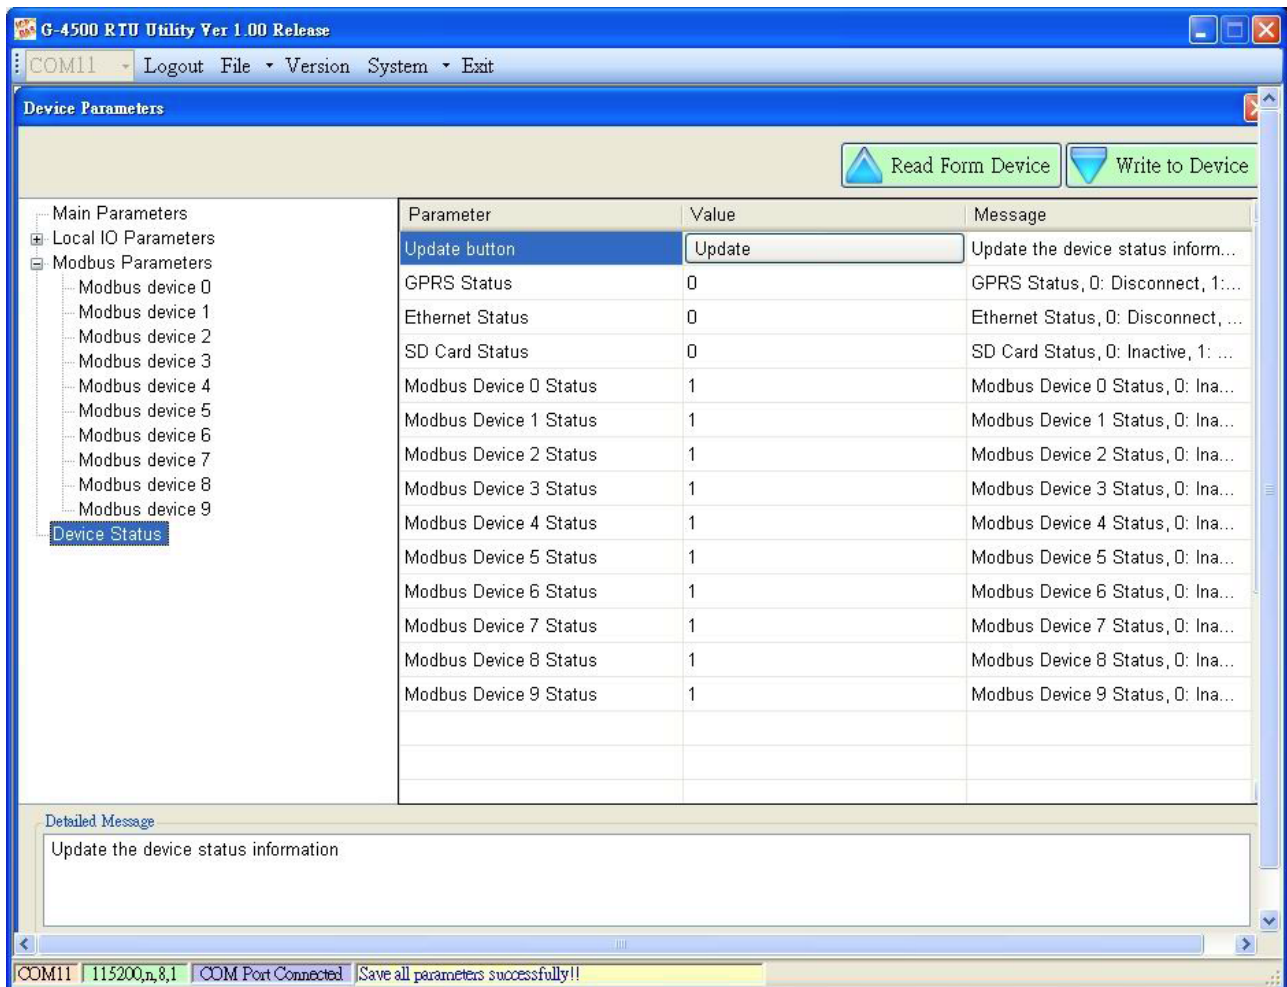 G-4500 RTU Utility Ver 1.00 Release
COM11 Logout File Version System Exit
Device Parameters
Read Form Device Write to Device
Main Parameters
Local IO Parameters
Modbus Parameters
Modbus device 0
Modbus device 1
Modbus device 2
Modbus device 3
Modbus device 4
Modbus device 5
Modbus device 6
Modbus device 7
Modbus device 8
Modbus device 9
Device Status
Parameter Value Message
Update button Update Update the device status inform...
GPRS Status 0 GPRS Status, 0: Disconnect, 1:...
Ethernet Status 0 Ethernet Status, 0: Disconnect, ...
SD Card Status 0 SD Card Status, 0: Inactive, 1: ...
Modbus Device 0 Status 1 Modbus Device 0 Status, 0: Ina...
Modbus Device 1 Status 1 Modbus Device 1 Status, 0: Ina...
Modbus Device 2 Status 1 Modbus Device 2 Status, 0: Ina...
Modbus Device 3 Status 1 Modbus Device 3 Status, 0: Ina...
Modbus Device 4 Status 1 Modbus Device 4 Status, 0: Ina...
Modbus Device 5 Status 1 Modbus Device 5 Status, 0: Ina...
Modbus Device 6 Status 1 Modbus Device 6 Status, 0: Ina...
Modbus Device 7 Status 1 Modbus Device 7 Status, 0: Ina...
Modbus Device 8 Status 1 Modbus Device 8 Status, 0: Ina...
Modbus Device 9 Status 1 Modbus Device 9 Status, 0: Ina...
Detailed Message
Update the device status information
COM11 115200,n,8,1 COM Port Connected Save all parameters successfully!!